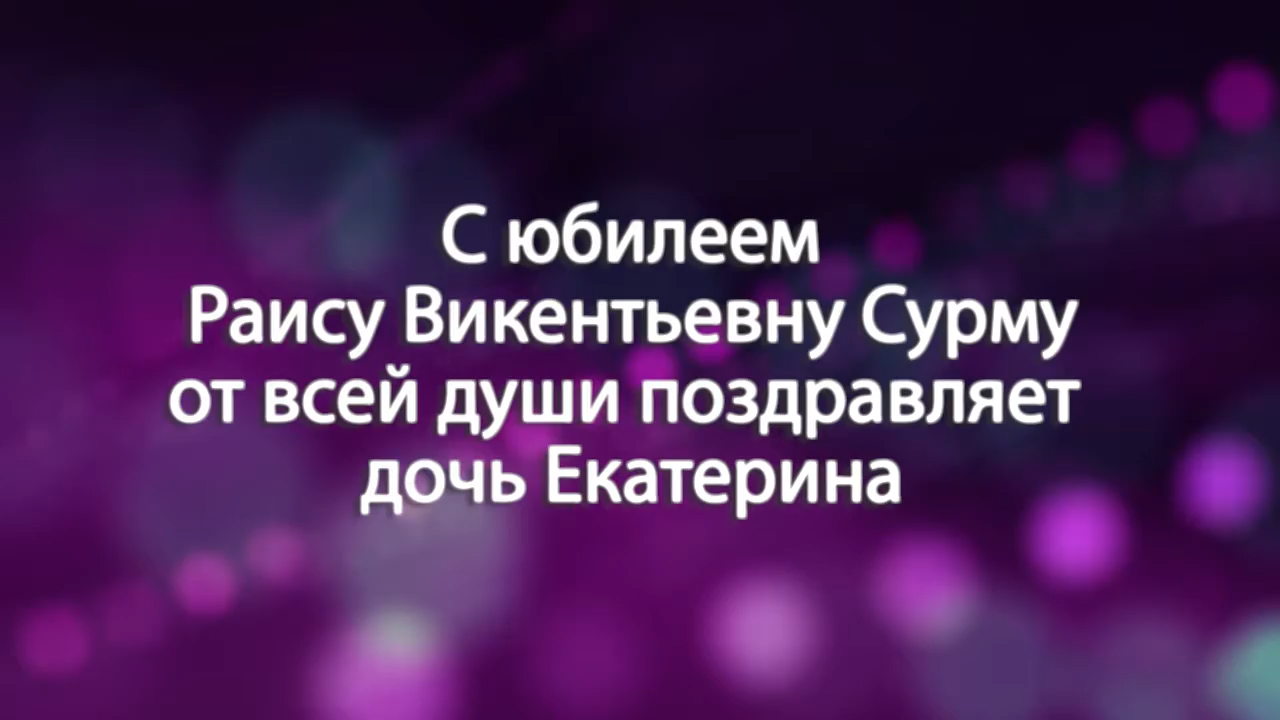 С юбилеем
Раису Викентьевну Сурму
от всей души поздравляет
дочь Екатерина